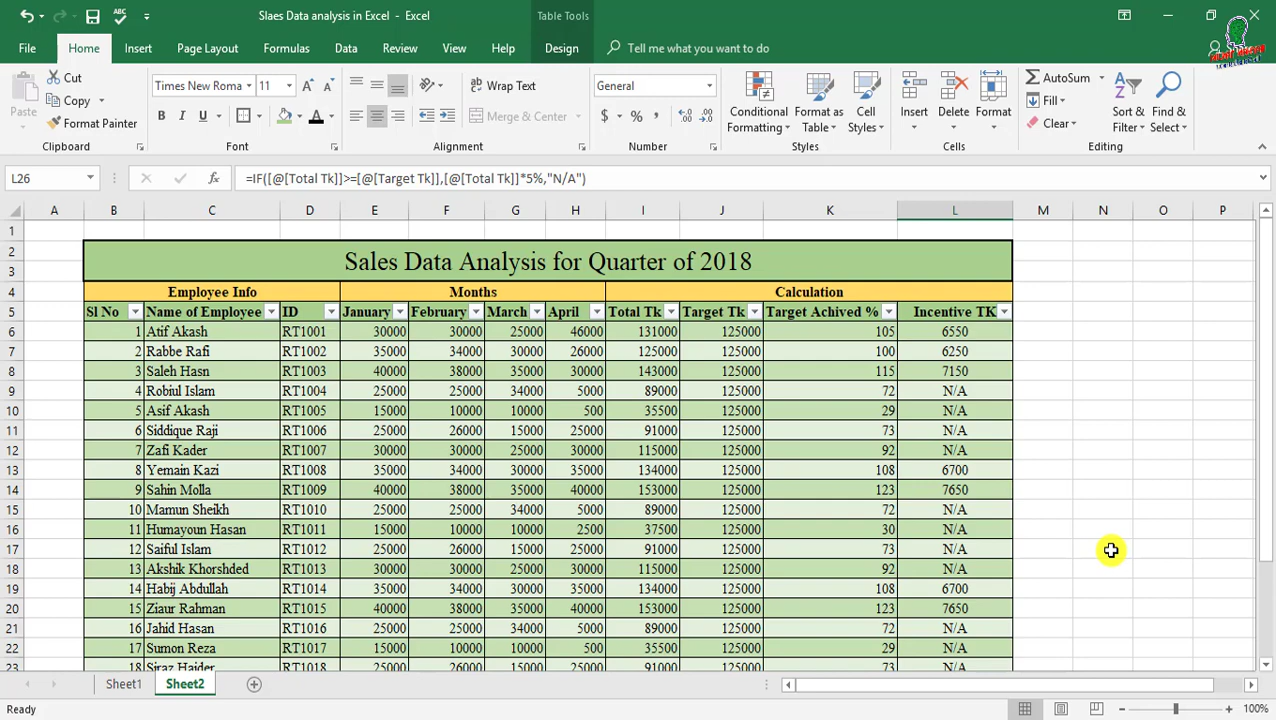 Slaes Data analysis in Excel - Excel
Table Tools
File Home Insert Page Layout Formulas Data Review View Help Design Tell me what you want to do
Paste
Cut
Copy
Format Painter
Clipboard
Times New Roma 11
B I U
Font
Wrap Text
Merge & Center
Alignment
General
$ % ,
Number
Conditional Formatting
Format as Table
Cell Styles
Styles
Insert
Delete
Format
Cells
AutoSum
Fill
Clear
Sort & Filter
Find & Select
Editing
L26 fx =IF([@[Total Tk]]>=[@[Target Tk]],[@[Total Tk]]*5%,"N/A")
A B C D E F G H I J K L M N O P
1
2
3
Sales Data Analysis for Quarter of 2018
4 Employee Info Months Calculation
5 Sl No Name of Employee ID January February March April Total Tk Target Tk Target Achived % Incentive TK
6 1 Atif Akash RT1001 30000 30000 25000 46000 131000 125000 105 6550
7 2 Rabbe Rafi RT1002 35000 34000 30000 26000 125000 125000 100 6250
8 3 Saleh Hasn RT1003 40000 38000 35000 30000 143000 125000 115 7150
9 4 Robiul Islam RT1004 25000 25000 34000 5000 89000 125000 72 N/A
10 5 Asif Akash RT1005 15000 10000 10000 500 35500 125000 29 N/A
11 6 Siddique Raji RT1006 25000 26000 15000 25000 91000 125000 73 N/A
12 7 Zafi Kader RT1007 30000 30000 25000 30000 115000 125000 92 N/A
13 8 Yemain Kazi RT1008 35000 34000 30000 35000 134000 125000 108 6700
14 9 Sahin Molla RT1009 40000 38000 35000 40000 153000 125000 123 7650
15 10 Mamun Sheikh RT1010 25000 25000 34000 5000 89000 125000 72 N/A
16 11 Humayoun Hasan RT1011 15000 10000 10000 2500 37500 125000 30 N/A
17 12 Saiful Islam RT1012 25000 26000 15000 25000 91000 125000 73 N/A
18 13 Akshik Khorshded RT1013 30000 30000 25000 30000 115000 125000 92 N/A
19 14 Habij Abdullah RT1014 35000 34000 30000 35000 134000 125000 108 6700
20 15 Ziaur Rahman RT1015 40000 38000 35000 40000 153000 125000 123 7650
21 16 Jahid Hasan RT1016 25000 25000 34000 5000 89000 125000 72 N/A
22 17 Sumon Reza RT1017 15000 10000 10000 500 35500 125000 29 N/A
23 18 Siraz Haider RT1018 25000 26000 15000 25000 91000 125000 73 N/A
Sheet1 Sheet2
Ready 100%